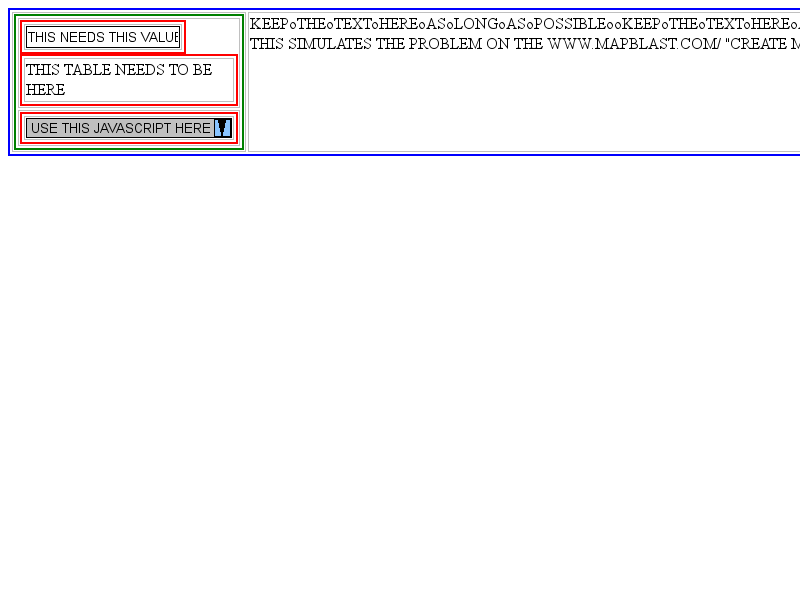 THIS NEEDS THIS VALUE
THIS TABLE NEEDS TO BE
HERE
USE THIS JAVASCRIPT HERE
KEEPoTHEoTEXToHEREoASoLONGoASoPOSSIBLEooKEEPoTHEoTEXToHEREo
THIS SIMULATES THE PROBLEM ON THE WWW.MAPBLAST.COM/ "CREATE M